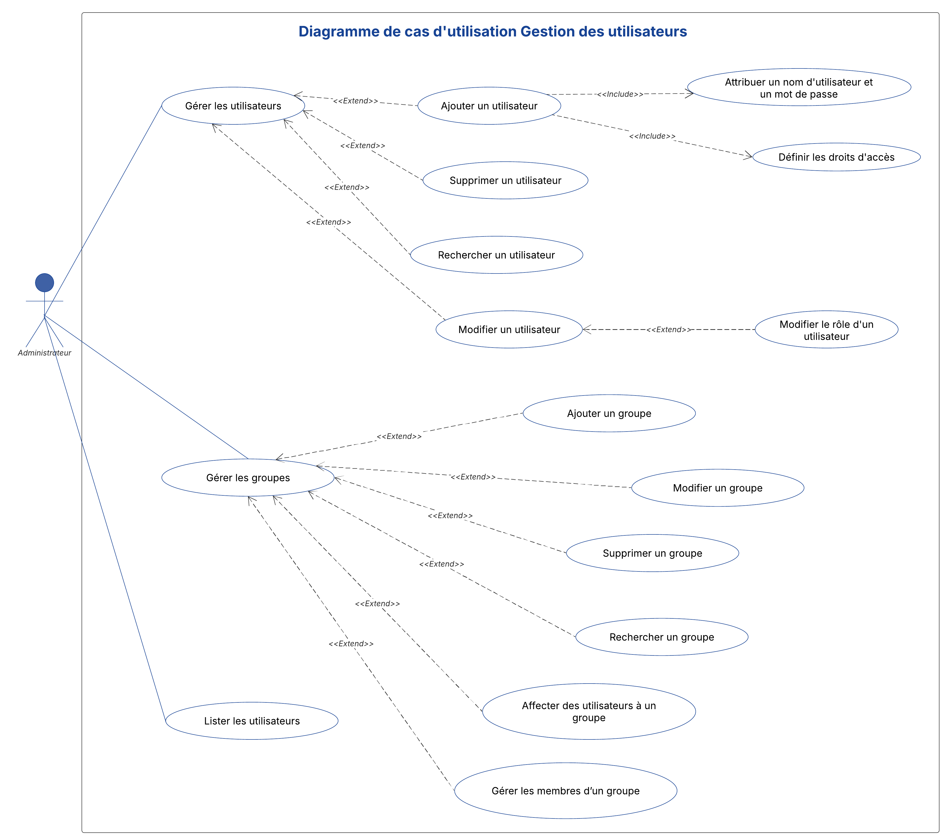 Diagramme de cas d'utilisation Gestion des utilisateurs
Attribuer un nom d'utilisateur et
un mot de passe
Gérer les utilisateurs
<<Extend>>
Ajouter un utilisateur
<<Include>>
<<Include>>
Définir les droits d'accès
<<Extend>>
Supprimer un utilisateur
<<Extend>>
<<Extend>>
Rechercher un utilisateur
Modifier un utilisateur
<<Extend>>
Modifier le rôle d'un
utilisateur
Administrateur
Ajouter un groupe
<<Extend>>
Gérer les groupes
<<Extend>>
Modifier un groupe
<<Extend>>
Supprimer un groupe
<<Extend>>
Rechercher un groupe
<<Extend>>
<<Extend>>
Affecter des utilisateurs à un
groupe
Lister les utilisateurs
Gérer les membres d’un groupe